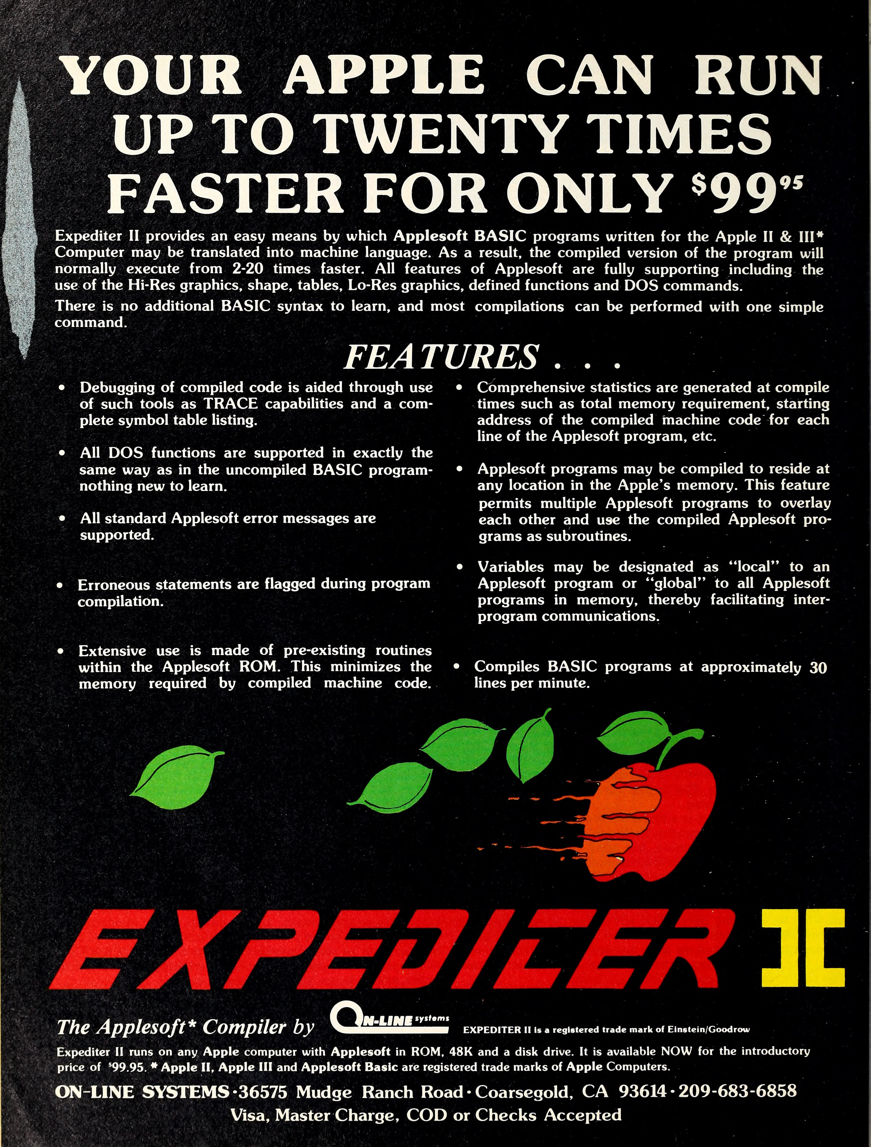 YOUR APPLE CAN RUN
UP TO TWENTY TIMES
FASTER FOR ONLY $99⁹⁵
Expediter II provides an easy means by which Applesoft BASIC programs written for the Apple II & III*
Computer may be translated into machine language. As a result, the compiled version of the program will
normally execute from 2-20 times faster. All features of Applesoft are fully supporting including the
use of the Hi-Res graphics, shape, tables, Lo-Res graphics, defined functions and DOS commands.
There is no additional BASIC syntax to learn, and most compilations can be performed with one simple
command.
FEATURES . . .
• Debugging of compiled code is aided through use
of such tools as TRACE capabilities and a com-
plete symbol table listing.
• All DOS functions are supported in exactly the
same way as in the uncompiled BASIC program-
nothing new to learn.
• All standard Applesoft error messages are
supported.
• Erroneous statements are flagged during program
compilation.
• Extensive use is made of pre-existing routines
within the Applesoft ROM. This minimizes the
memory required by compiled machine code.
• Comprehensive statistics are generated at compile
times such as total memory requirement, starting
address of the compiled machine code for each
line of the Applesoft program, etc.
• Applesoft programs may be compiled to reside at
any location in the Apple's memory. This feature
permits multiple Applesoft programs to overlay
each other and use the compiled Applesoft pro-
grams as subroutines.
• Variables may be designated as “local” to an
Applesoft program or “global” to all Applesoft
programs in memory, thereby facilitating inter-
program communications.
• Compiles BASIC programs at approximately 30
lines per minute.
EXPEDITER II
The Applesoft* Compiler by ON-LINE systems EXPEDITER II is a registered trade mark of Einstein/Goodrow
Expediter II runs on any Apple computer with Applesoft in ROM, 48K and a disk drive. It is available NOW for the introductory
price of $99.95. * Apple II, Apple III and Applesoft Basic are registered trade marks of Apple Computers.
ON-LINE SYSTEMS • 36575 Mudge Ranch Road • Coarsegold, CA 93614 • 209-683-6858
Visa, Master Charge, COD or Checks Accepted